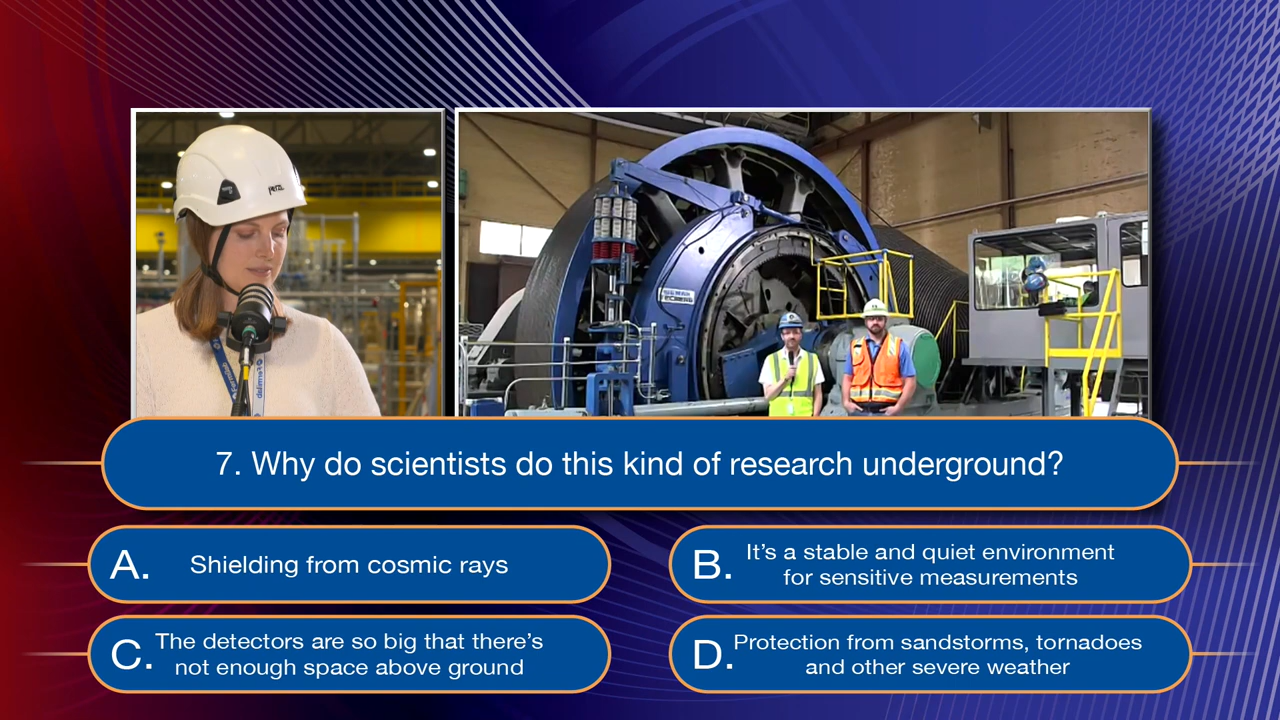 PETZL
Fermilab
7. Why do scientists do this kind of research underground?
A. Shielding from cosmic rays
B. It's a stable and quiet environment
for sensitive measurements
C. The detectors are so big that there's
not enough space above ground
D. Protection from sandstorms, tornadoes
and other severe weather